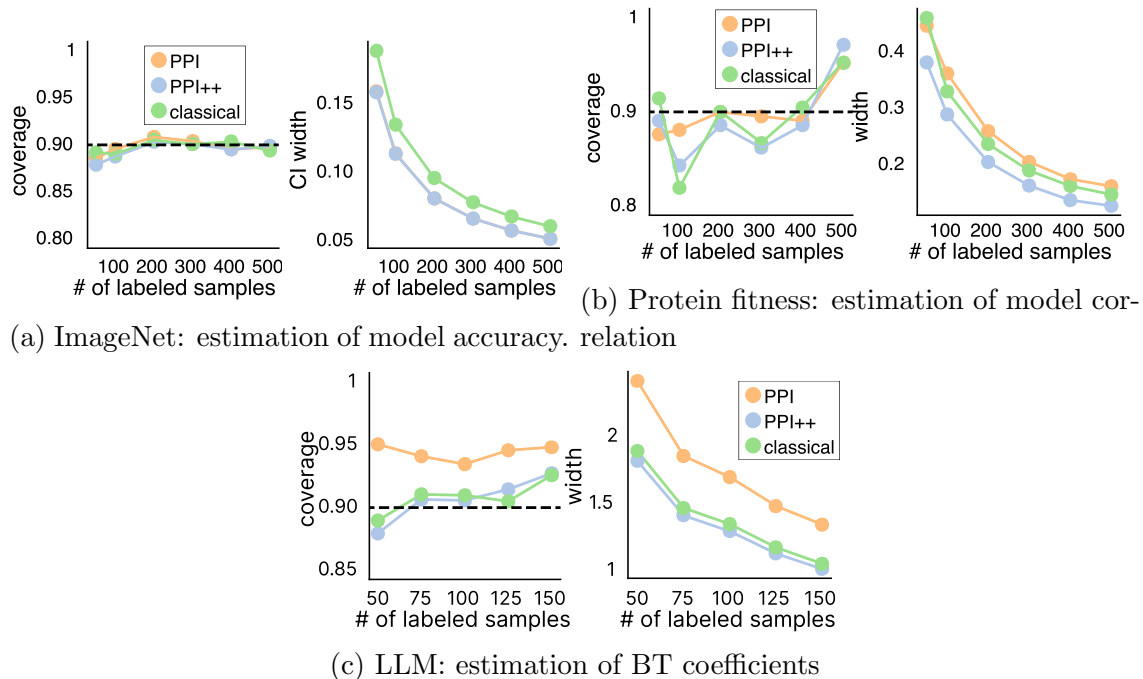 1
0.95
0.90
0.85
0.80
coverage
PPI
PPI++
classical
100 200 300 400 500
# of labeled samples
0.15
0.10
0.05
CI width
100 200 300 400 500
# of labeled samples
(a) ImageNet: estimation of model accuracy.
1
0.9
0.8
coverage
PPI
PPI++
classical
100 200 300 400 500
# of labeled samples
0.4
0.3
0.2
width
100 200 300 400 500
# of labeled samples
(b) Protein fitness: estimation of model cor-
relation
1
0.95
0.90
0.85
coverage
50 75 100 125 150
# of labeled samples
2
1.5
1
width
PPI
PPI++
classical
50 75 100 125 150
# of labeled samples
(c) LLM: estimation of BT coefficients